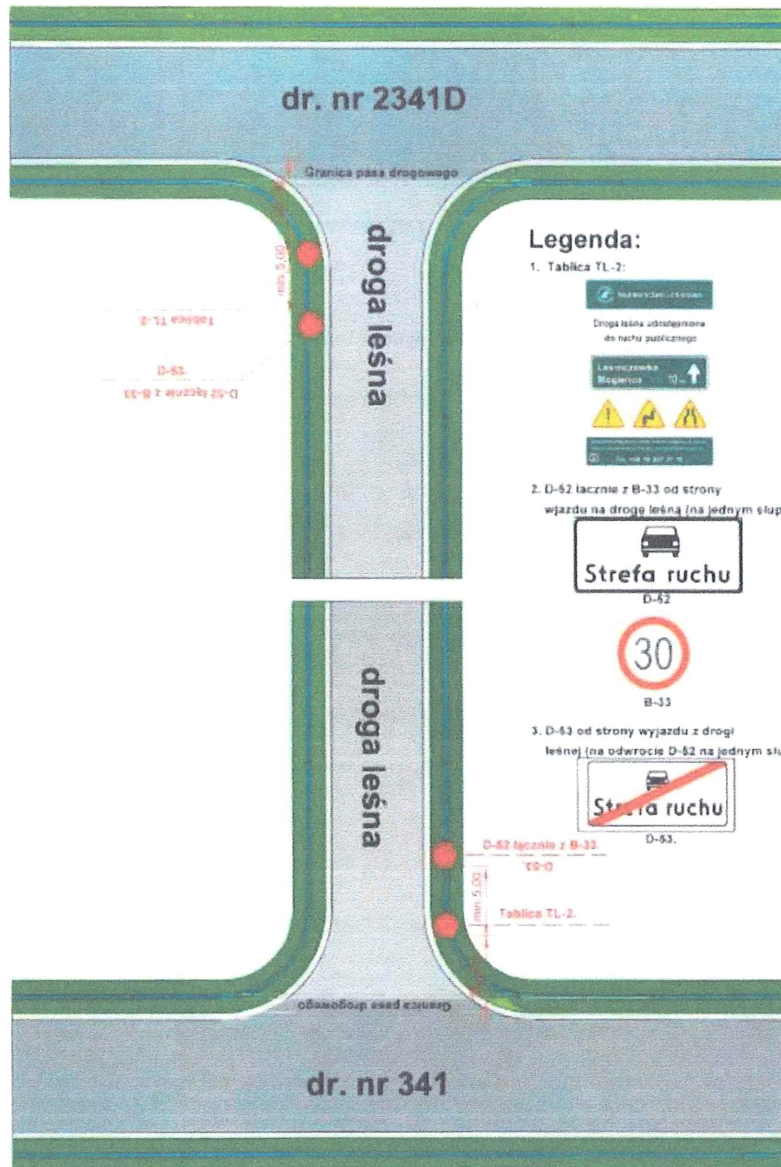 dr. nr 2341D
Granica pasa drogowego
droga leśna
min. 5,00
Tablica TL-2.
D-53.
D-52 łącznie z B-33
Legenda:
1. Tablica TL-2:
Droga leśna udostępniona
do ruchu publicznego
10
2. D-52 łacznie z B-33 od strony
wjazdu na drogę leśną (na jednym słup
Strefa ruchu
D-52
30
B-33
3. D-53 od strony wyjazdu z drogi
leśnej (na odwrocie D-52 na jednym słu
Strefa ruchu
D-53.
droga leśna
D-52 łącznie z B-33.
D-53.
min. 5,00
Tablica TL-2.
Granica pasa drogowego
dr. nr 341